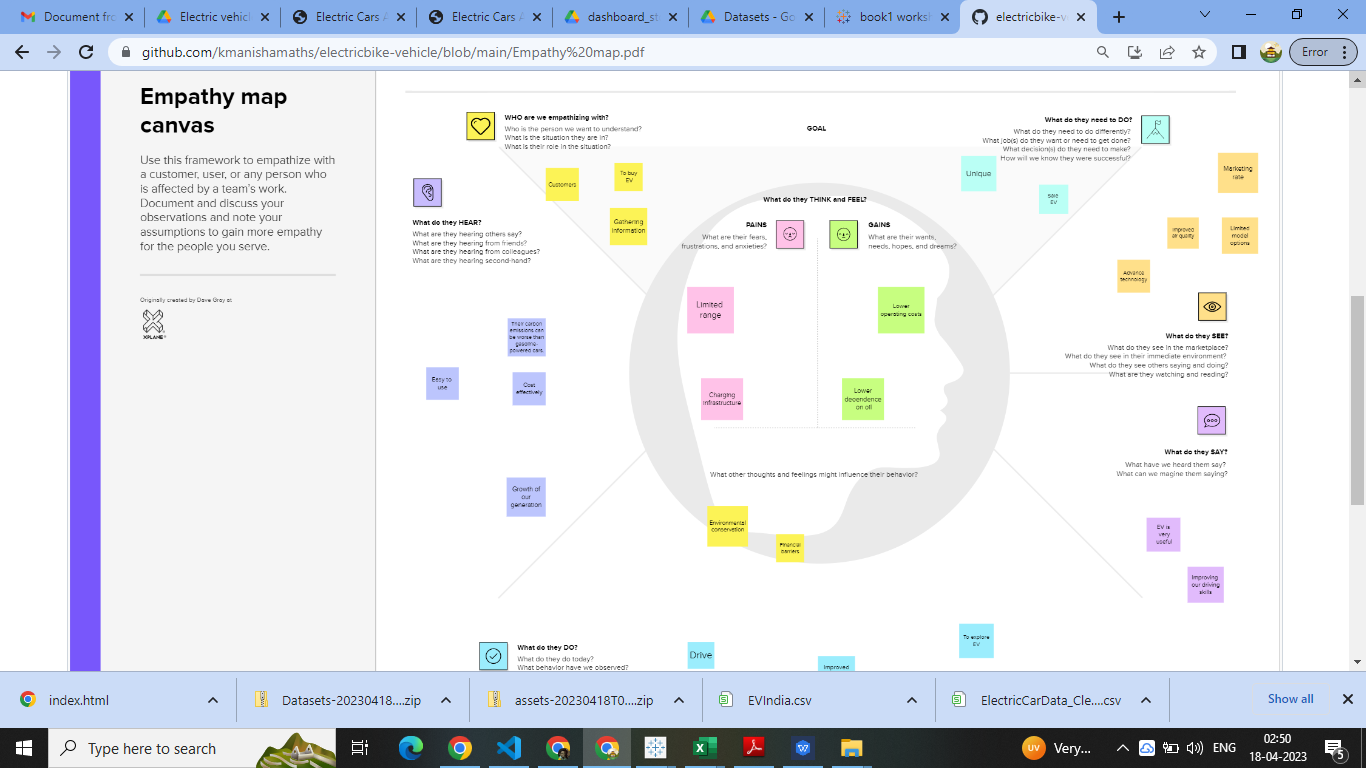 Document fro
Electric vehicl
Electric Cars A
Electric Cars A
dashboard_st
Datasets - Go
book1 worksh
electricbike-v
github.com/kmanishamaths/electricbike-vehicle/blob/main/Empathy%20map.pdf
Error
Empathy map
canvas
Use this framework to empathize with
a customer, user, or any person who
is affected by a team's work.
Document and discuss your
observations and note your
assumptions to gain more empathy
for the people you serve.
Originally created by Dave Gray at
XPLANE
WHO are we empathizing with?
Who is the person we want to understand?
What is the situation they are in?
What is their role in the situation?
GOAL
What do they need to DO?
What do they need to do differently?
What job(s) do they want or need to get done?
What decision(s) do they need to make?
How will we know they were successful?
Customers
To buy
EV
Gathering
information
Unique
Sale
EV
Marketing
rate
Improved
air quality
Limited
model
options
Advance
technology
What do they HEAR?
What are they hearing others say?
What are they hearing from friends?
What are they hearing from colleagues?
What are they hearing second-hand?
What do they THINK and FEEL?
PAINS
What are their fears,
frustrations, and anxieties?
GAINS
What are their wants,
needs, hopes, and dreams?
Limited
range
Lower
operating costs
Charging
infrastructure
Lower
dependence
on oil
What do they SEE?
What do they see in the marketplace?
What do they see in their immediate environment?
What do they see others saying and doing?
What are they watching and reading?
Their carbon
emissions can
be worse than
gasoline-
powered cars.
Easy to
use
Cost
effectively
Growth of
our
generation
What do they SAY?
What have we heard them say?
What can we magine them saying?
What other thoughts and feelings might influence their behavior?
Environmental
conservation
Financial
barriers
EV is
very
useful
Improving
our driving
skills
What do they DO?
What do they do today?
What behavior have we observed?
Drive
Improved
To explore
EV
index.html
Datasets-20230418....zip
assets-20230418T0....zip
EVIndia.csv
ElectricCarData_Cle....csv
Show all
Type here to search
UV
Very...
ENG
02:50
18-04-2023
5